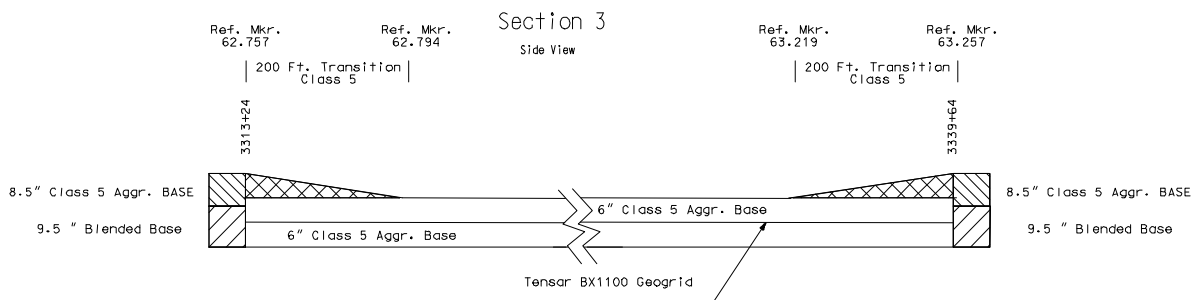 Section 3
Side View
Ref. Mkr.
62.757
Ref. Mkr.
62.794
Ref. Mkr.
63.219
Ref. Mkr.
63.257
200 Ft. Transition
Class 5
200 Ft. Transition
Class 5
3313+24
3339+64
8.5" Class 5 Aggr. BASE
8.5" Class 5 Aggr. BASE
6" Class 5 Aggr. Base
9.5 " Blended Base
6" Class 5 Aggr. Base
9.5 " Blended Base
Tensar BX1100 Geogrid